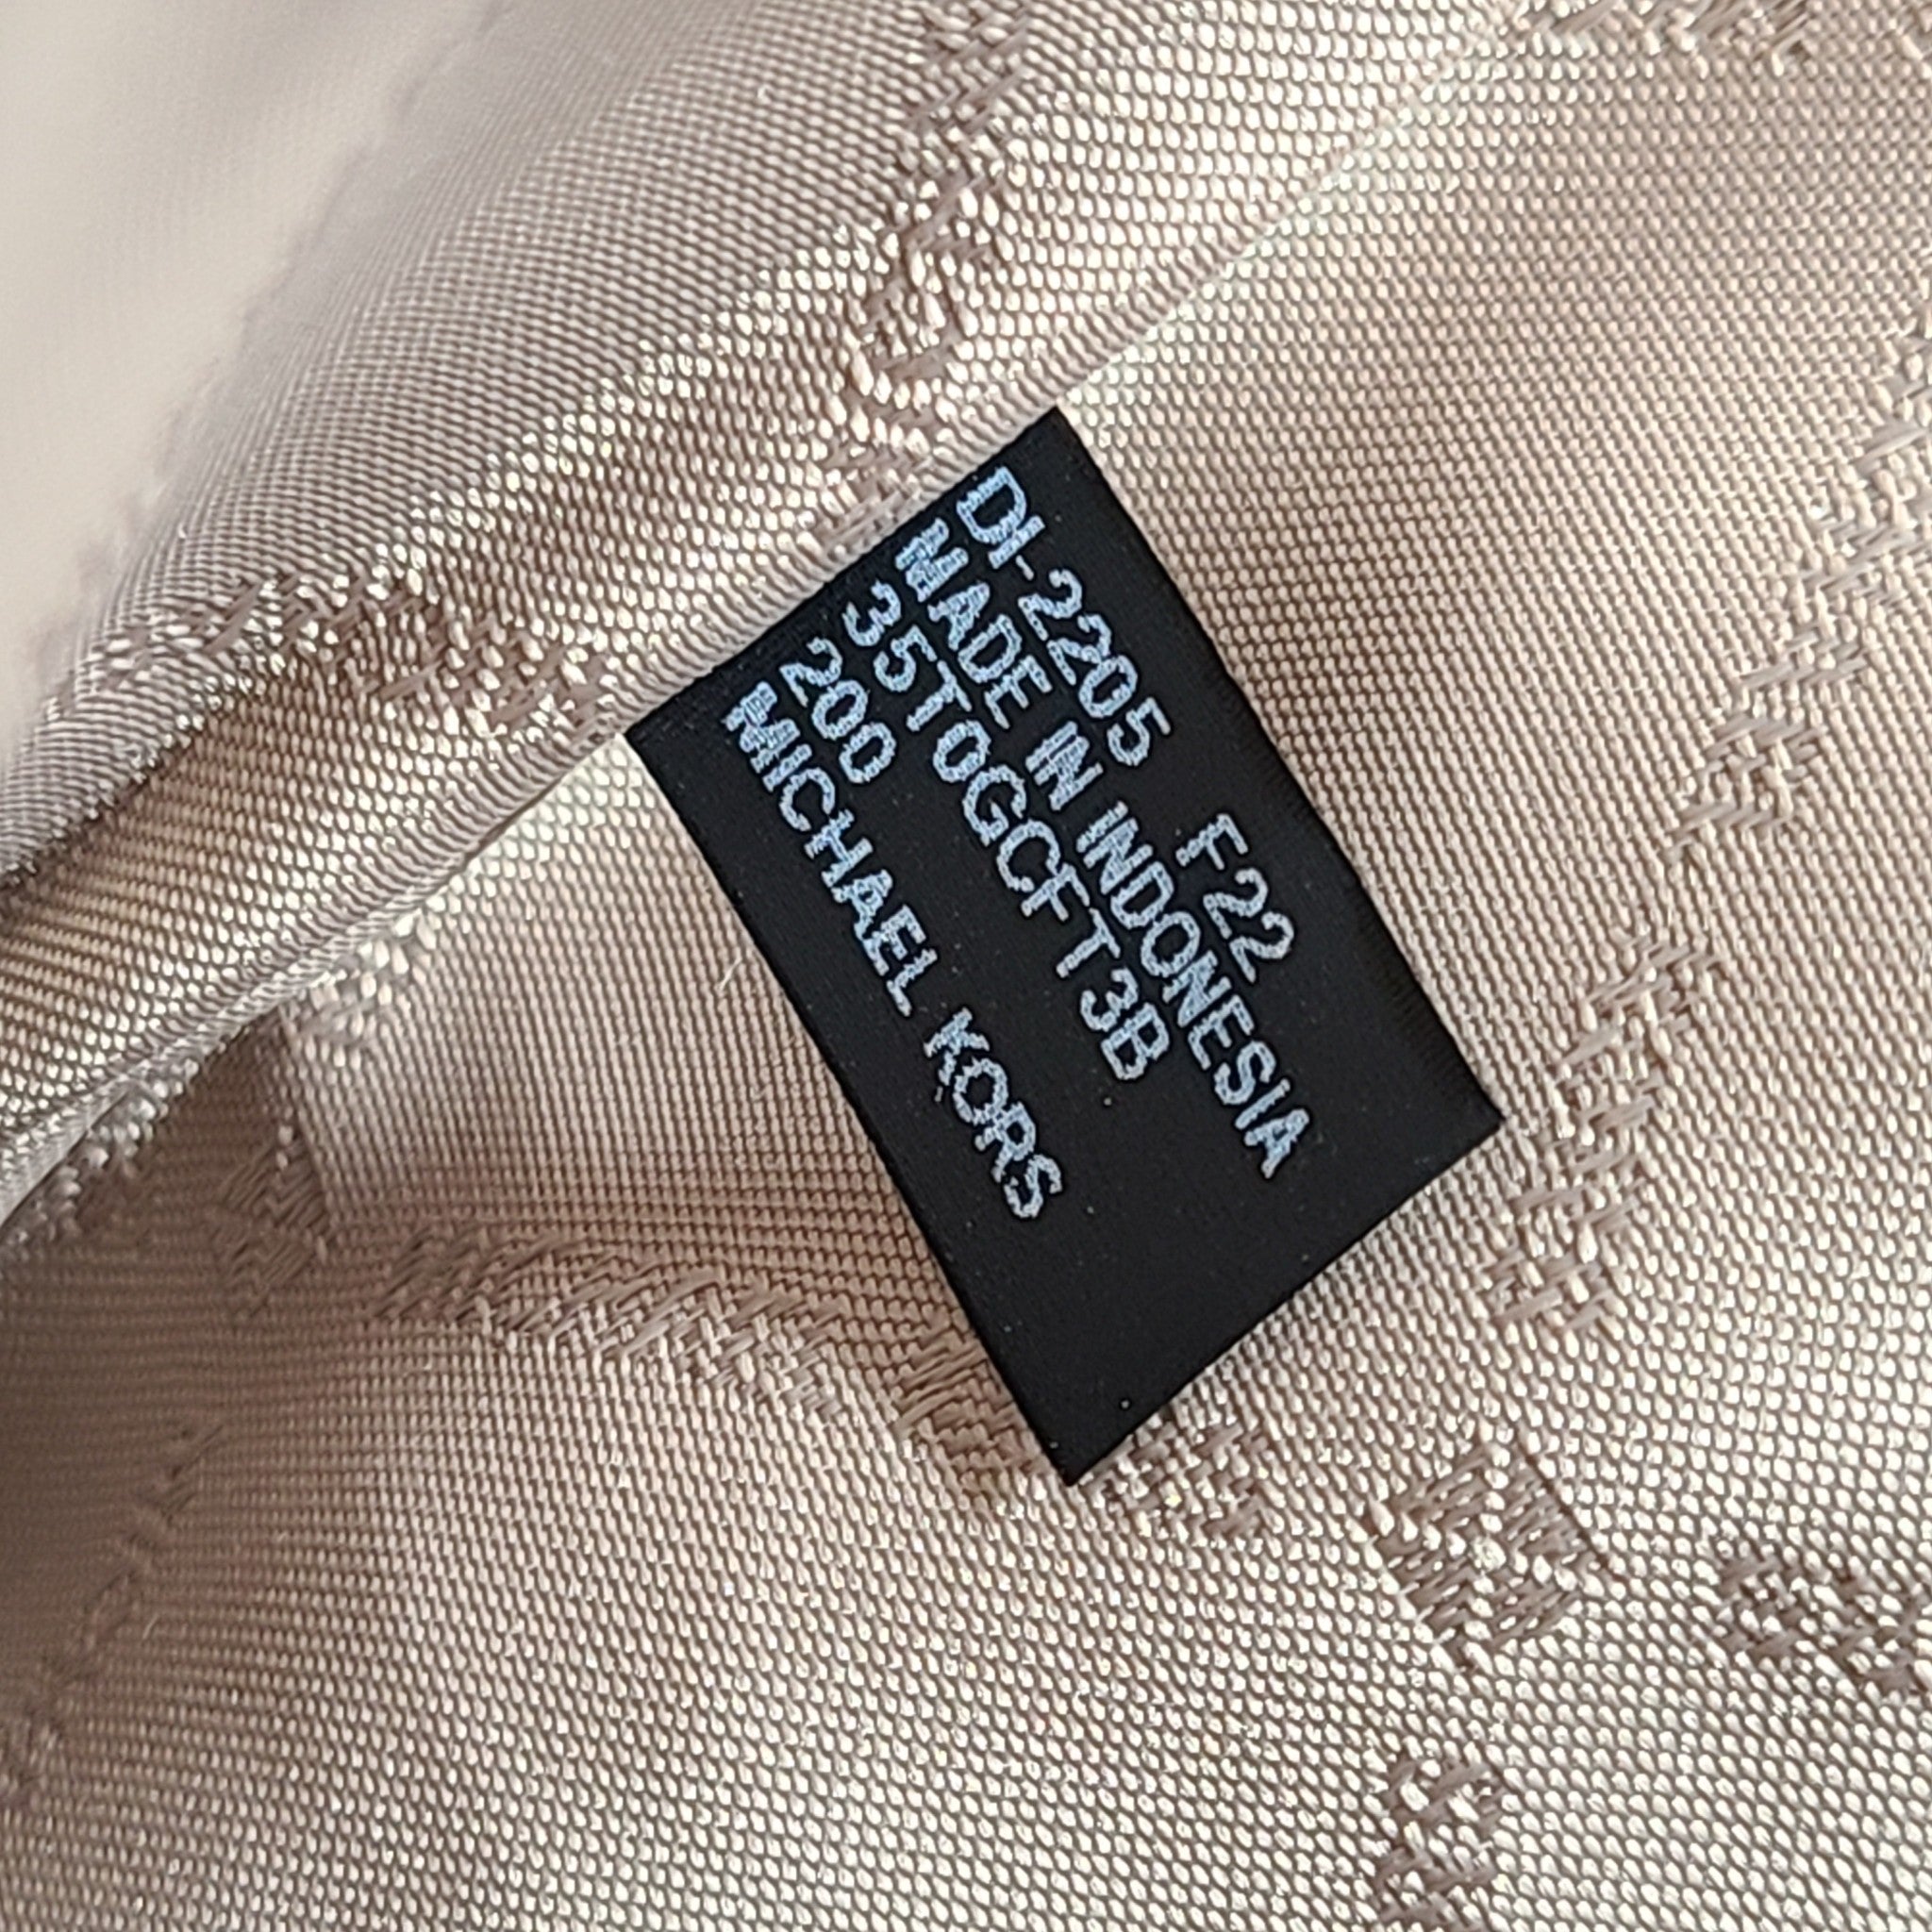 DI-2205 F22
MADE IN INDONESIA
35T0GCFT3B
200
MICHAEL KORS